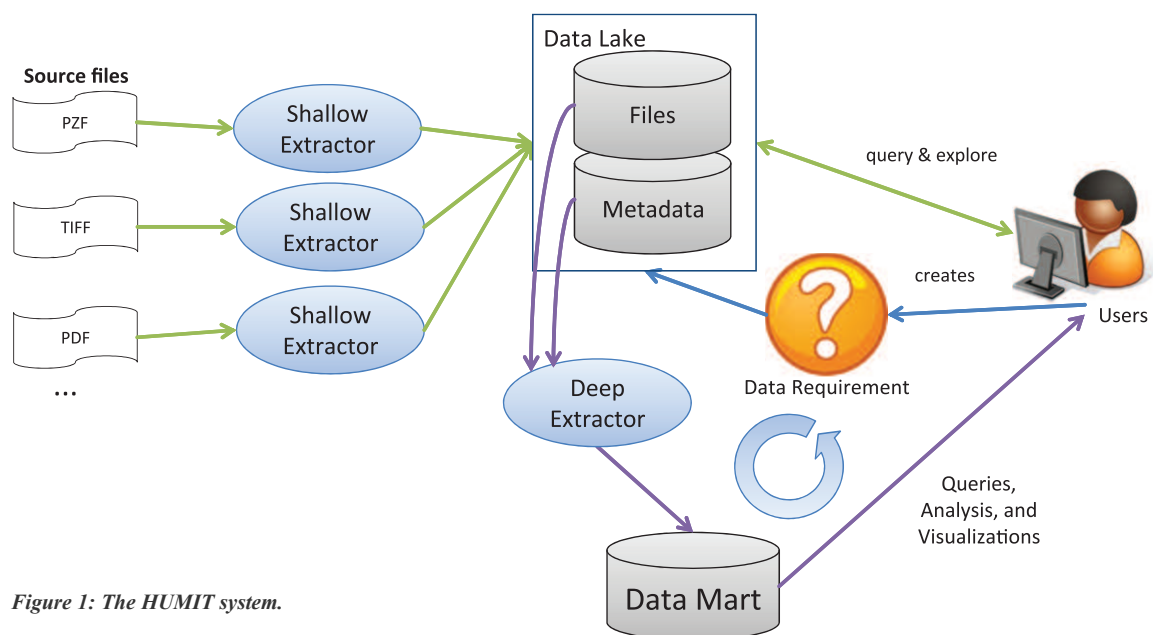 Source files
PZF
TIFF
PDF
...
Shallow
Extractor
Shallow
Extractor
Shallow
Extractor
Data Lake
Files
Metadata
query & explore
creates
Users
Data Requirement
Deep
Extractor
Queries,
Analysis, and
Visualizations
Data Mart
Figure 1: The HUMIT system.